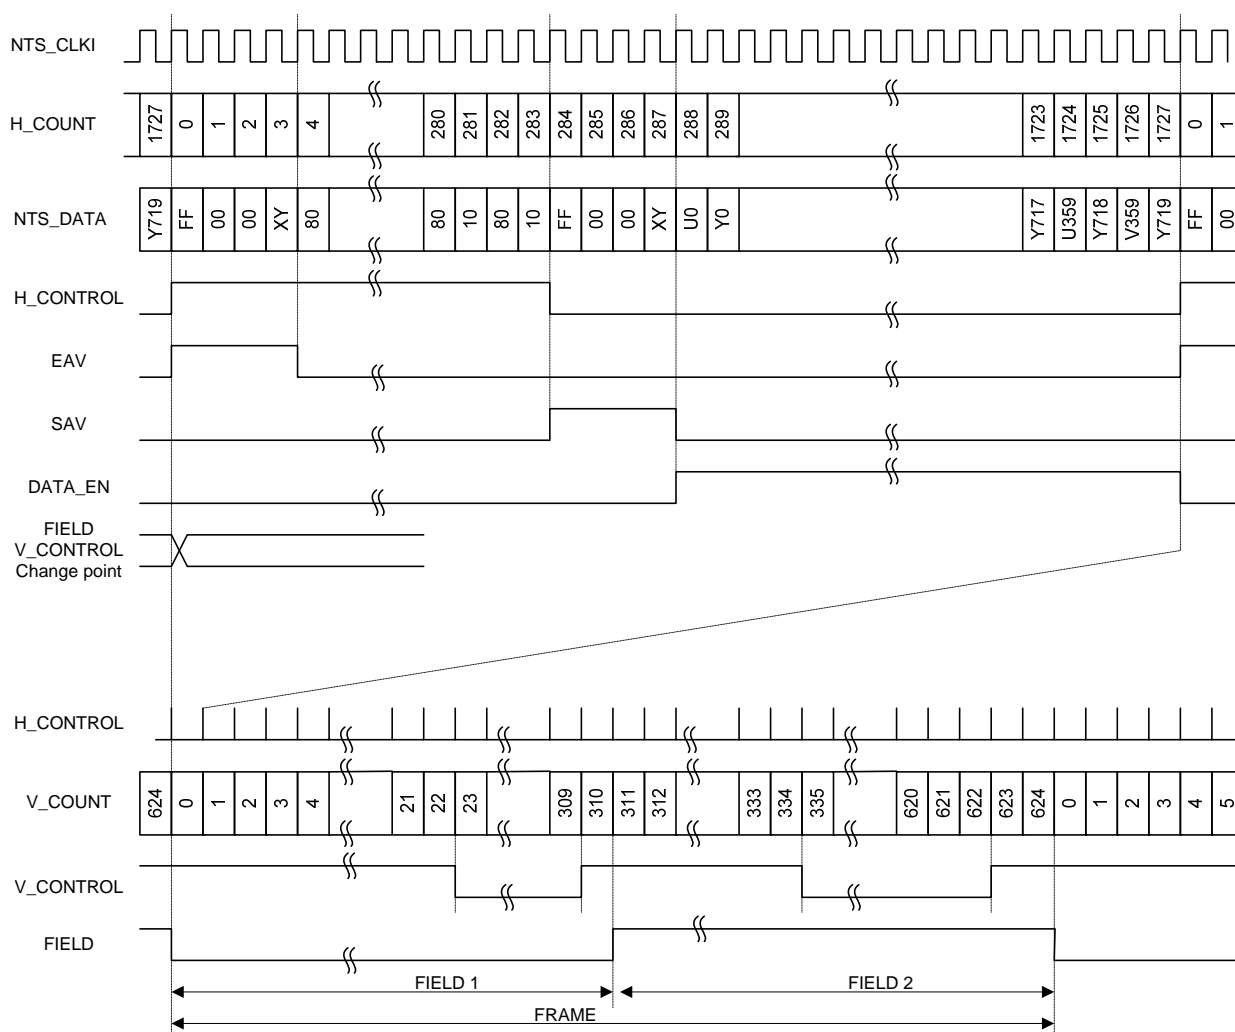 NTS_CLKI
H_COUNT 1727 0 1 2 3 4 280 281 282 283 284 285 286 287 288 289 1723 1724 1725 1726 1727 0 1
NTS_DATA Y719 FF 00 00 XY 80 80 10 80 10 FF 00 00 XY U0 Y0 Y717 U359 Y718 V359 Y719 FF 00
H_CONTROL
EAV
SAV
DATA_EN
FIELD
V_CONTROL
Change point
H_CONTROL
V_COUNT 624 0 1 2 3 4 21 22 23 309 310 311 312 333 334 335 620 621 622 623 624 0 1 2 3 4 5
V_CONTROL
FIELD
FIELD 1 FIELD 2
FRAME